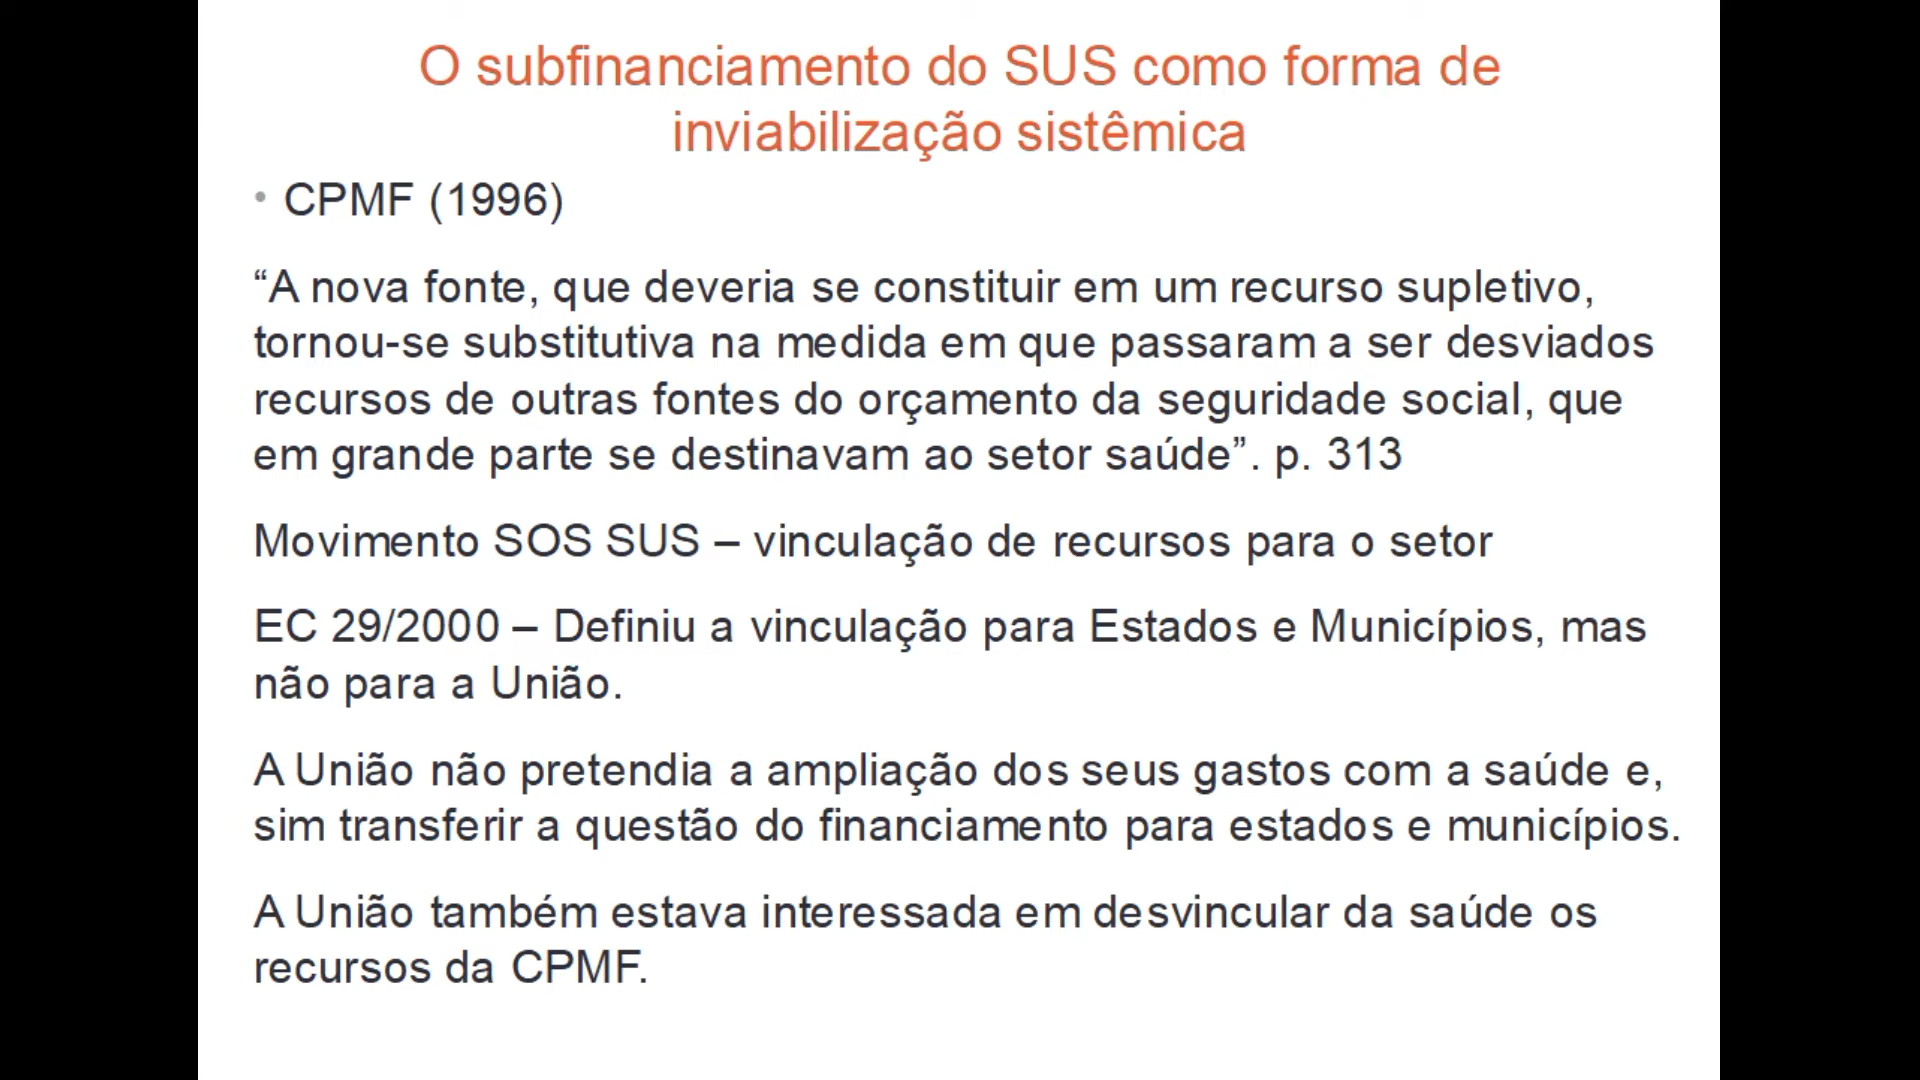 O subfinanciamento do SUS como forma de
inviabilização sistêmica
• CPMF (1996)
“A nova fonte, que deveria se constituir em um recurso supletivo,
tornou-se substitutiva na medida em que passaram a ser desviados
recursos de outras fontes do orçamento da seguridade social, que
em grande parte se destinavam ao setor saúde”. p. 313
Movimento SOS SUS – vinculação de recursos para o setor
EC 29/2000 – Definiu a vinculação para Estados e Municípios, mas
não para a União.
A União não pretendia a ampliação dos seus gastos com a saúde e,
sim transferir a questão do financiamento para estados e municípios.
A União também estava interessada em desvincular da saúde os
recursos da CPMF.